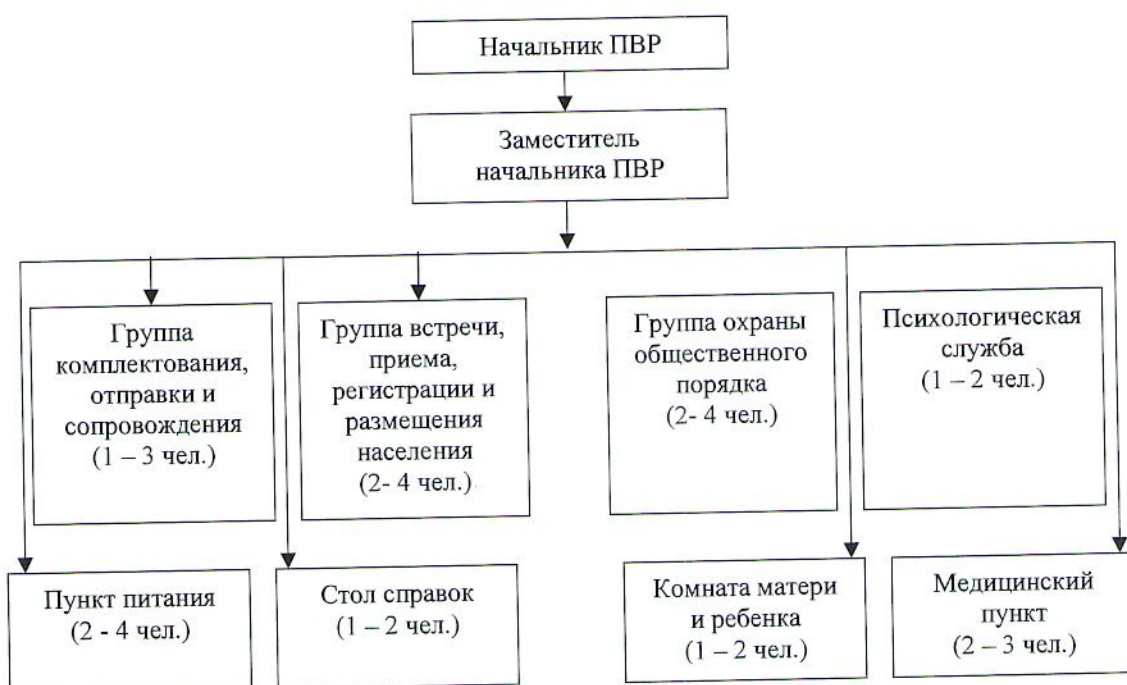 Начальник ПВР
Заместитель
начальника ПВР
Группа
комплектования,
отправки и
сопровождения
(1 – 3 чел.)
Группа встречи,
приема,
регистрации и
размещения
населения
(2- 4 чел.)
Группа охраны
общественного
порядка
(2- 4 чел.)
Психологическая
служба
(1 – 2 чел.)
Пункт питания
(2 - 4 чел.)
Стол справок
(1 – 2 чел.)
Комната матери
и ребенка
(1 – 2 чел.)
Медицинский
пункт
(2 – 3 чел.)